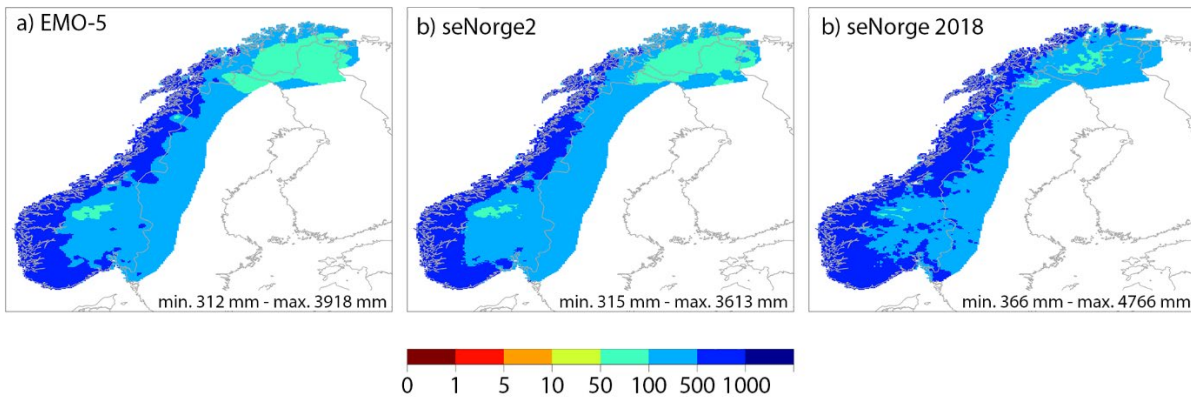 a) EMO-5
b) seNorge2
b) seNorge 2018
min. 312 mm - max. 3918 mm
min. 315 mm - max. 3613 mm
min. 366 mm - max. 4766 mm
0 1 5 10 50 100 500 1000